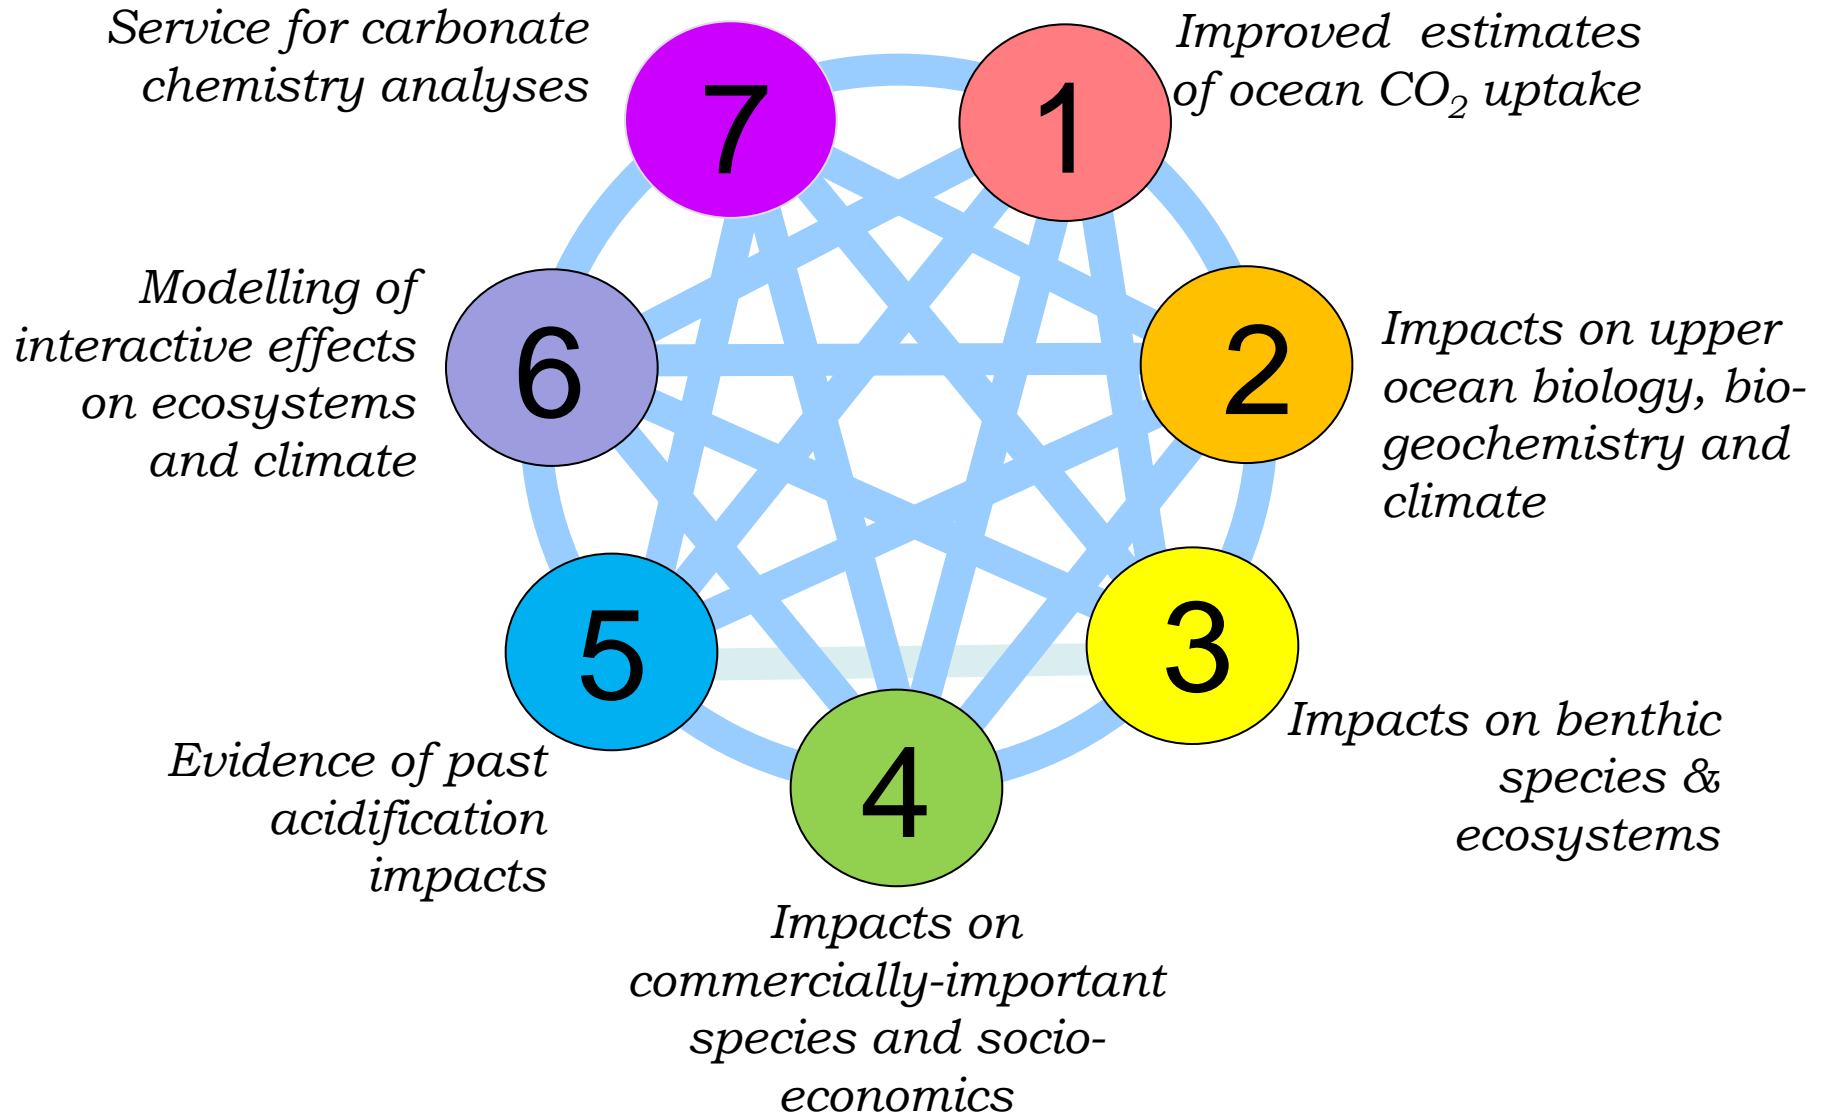 7
Service for carbonate
chemistry analyses
1
Improved estimates
of ocean CO₂ uptake
6
Modelling of
interactive effects
on ecosystems
and climate
2
Impacts on upper
ocean biology, bio-
geochemistry and
climate
5
Evidence of past
acidification
impacts
3
Impacts on benthic
species &
ecosystems
4
Impacts on
commercially-important
species and socio-
economics